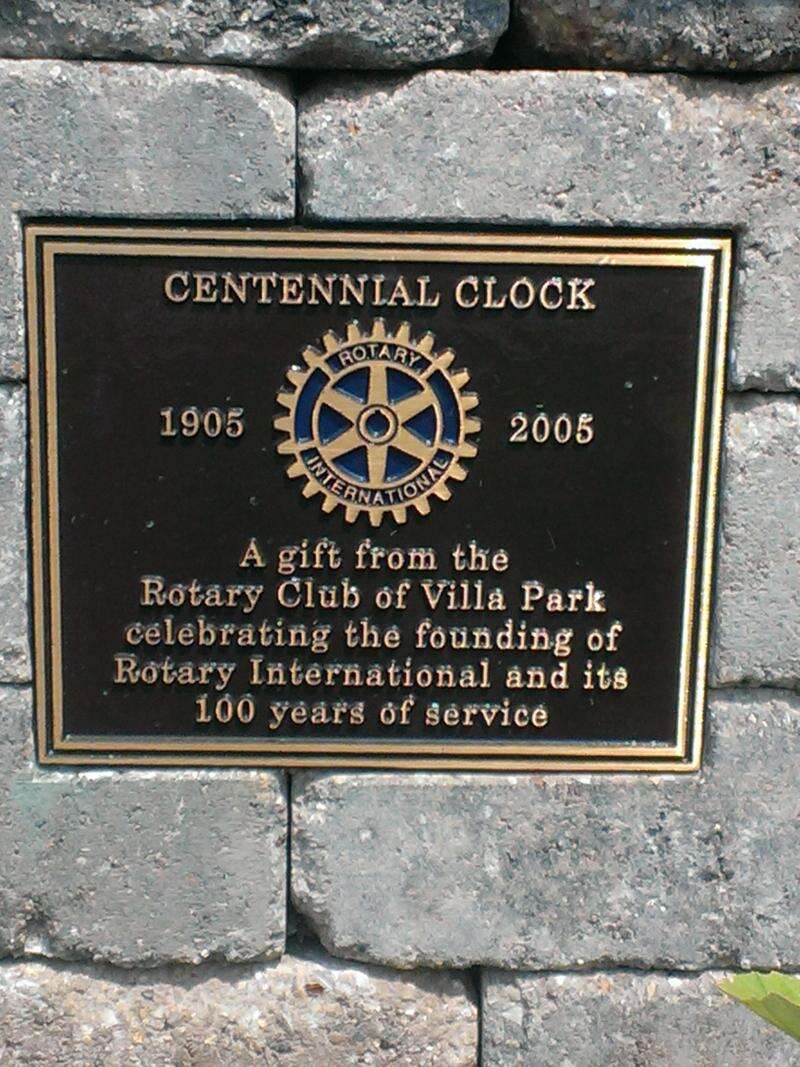 CENTENNIAL CLOCK
ROTARY
INTERNATIONAL
1905
2005
A gift from the
Rotary Club of Villa Park
celebrating the founding of
Rotary International and its
100 years of service